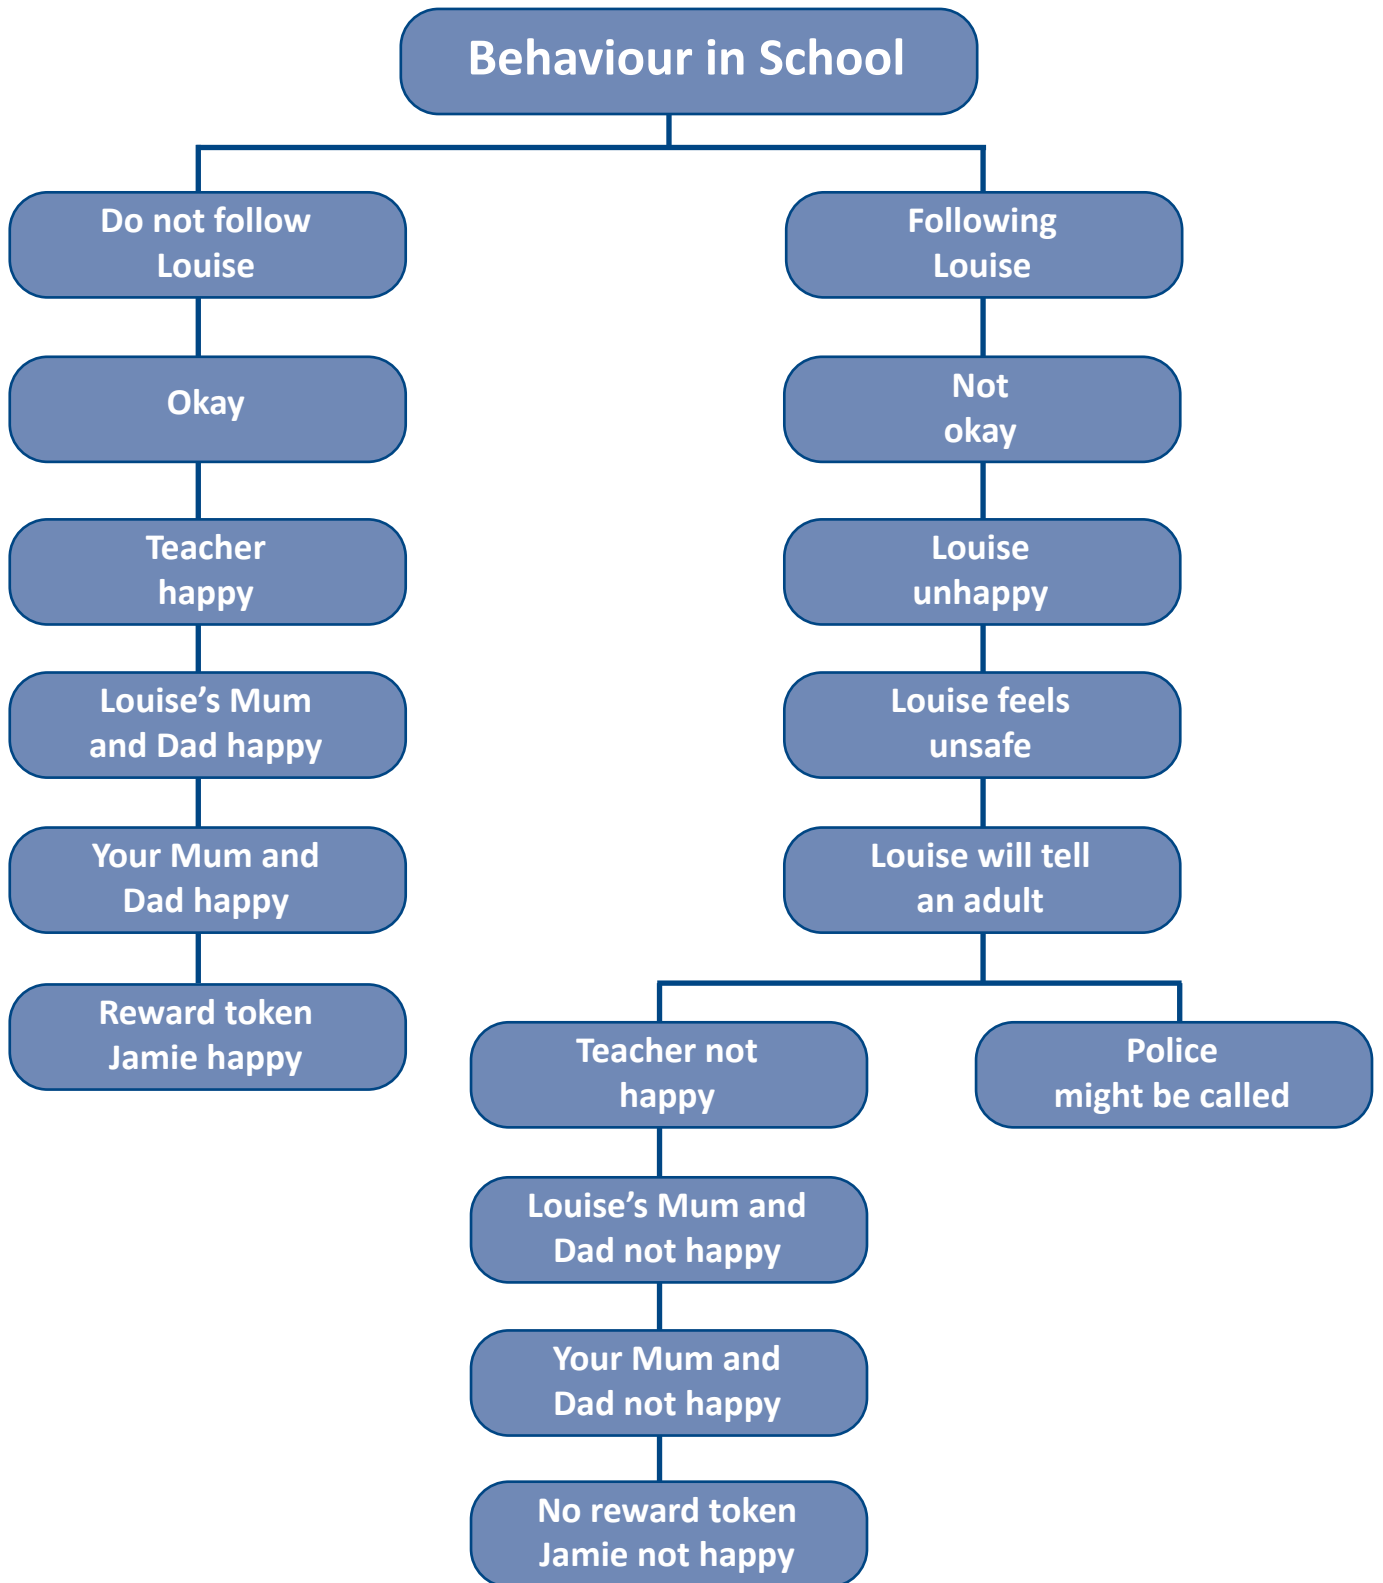 Behaviour in School
Do not follow
Louise
Okay
Teacher
happy
Louise’s Mum
and Dad happy
Your Mum and
Dad happy
Reward token
Jamie happy
Following
Louise
Not
okay
Louise
unhappy
Louise feels
unsafe
Louise will tell
an adult
Teacher not
happy
Louise’s Mum and
Dad not happy
Your Mum and
Dad not happy
No reward token
Jamie not happy
Police
might be called